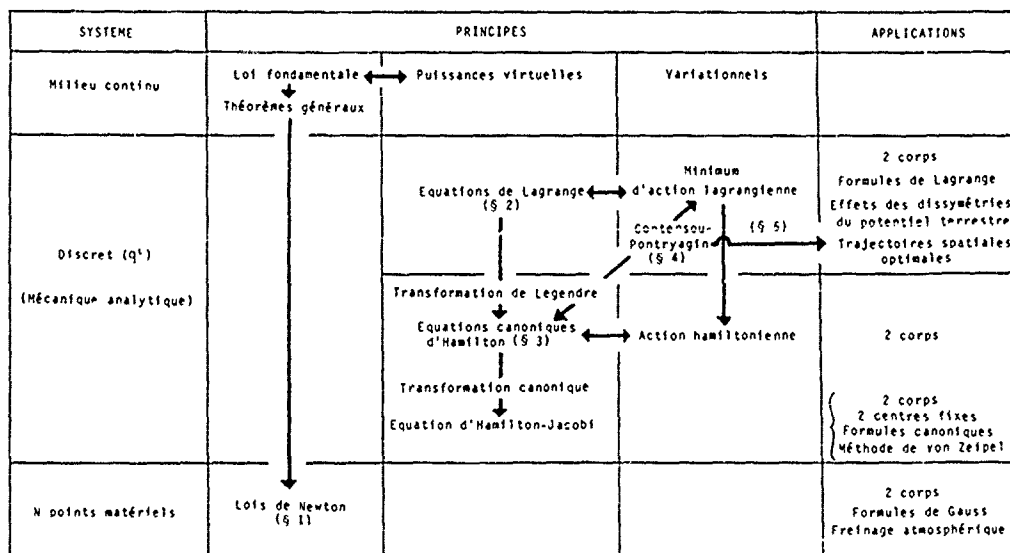 SYSTEME
PRINCIPES
APPLICATIONS
Milieu continu
Loi fondamentale
Théorèmes généraux
Puissances virtuelles
Variationnels
Discret (qⁱ)
(Mécanique analytique)
Equations de Lagrange
(§ 2)
Minimum
d'action lagrangienne
Contensou-
Pontryagin
(§ 4)
(§ 5)
2 corps
Formules de Lagrange
Effets des dissymétries
du potentiel terrestre
Trajectoires spatiales
optimales
Transformation de Legendre
Equations canoniques
d'Hamilton (§ 3)
Action hamiltonienne
2 corps
Transformation canonique
Equation d'Hamilton-Jacobi
2 corps
2 centres fixes
Formules canoniques
Méthode de von Zeipel
N points matériels
Lois de Newton
(§ 1)
2 corps
Formules de Gauss
Freinage atmosphérique